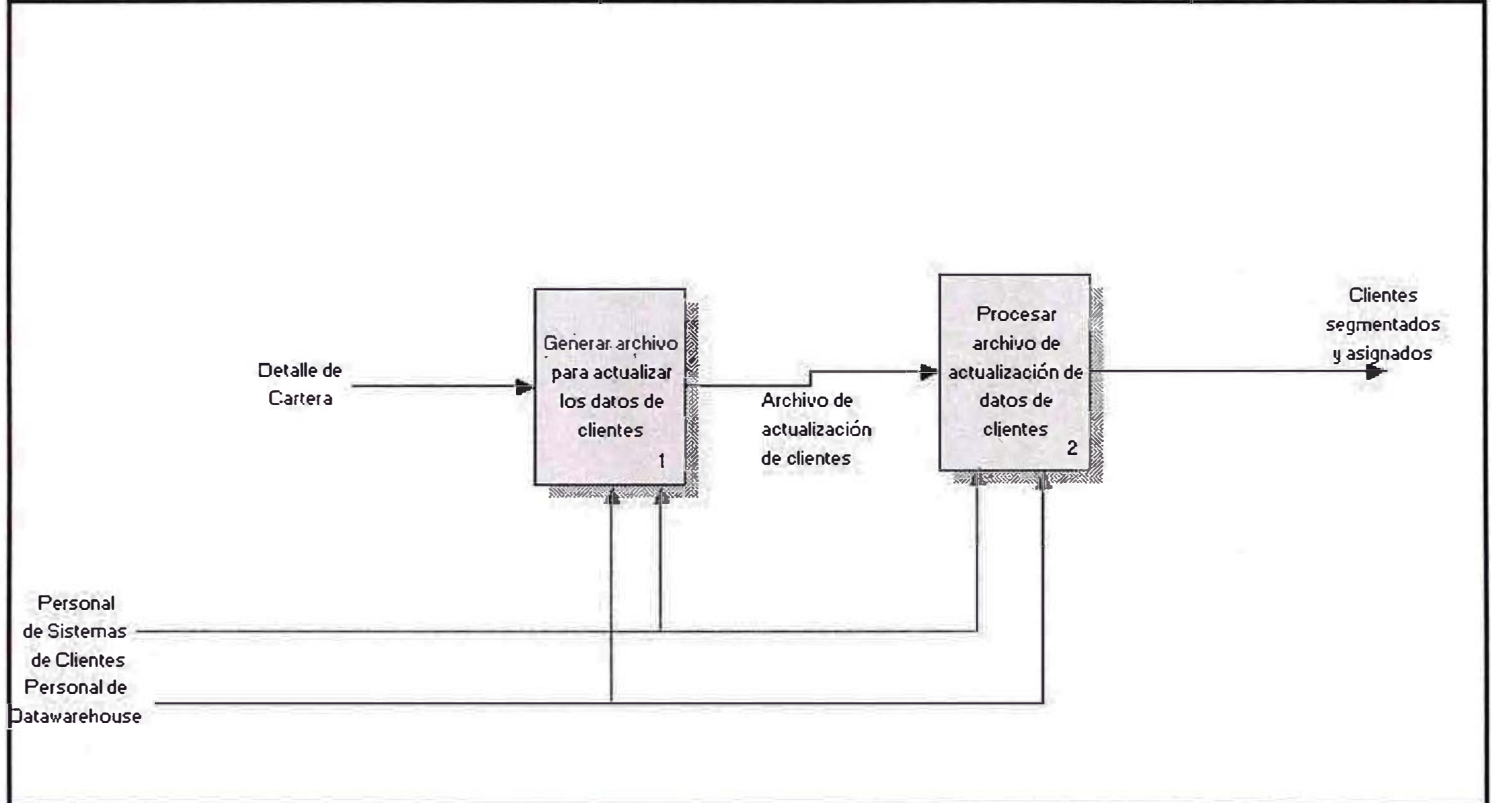 Detalle de
Cartera
Generar archivo
para actualizar
los datos de
clientes
1
Archivo de
actualización
de clientes
Procesar
archivo de
actualización de
datos de
clientes
2
Clientes
segmentados
y asignados
Personal
de Sistemas
de Clientes
Personal de
Datawarehouse